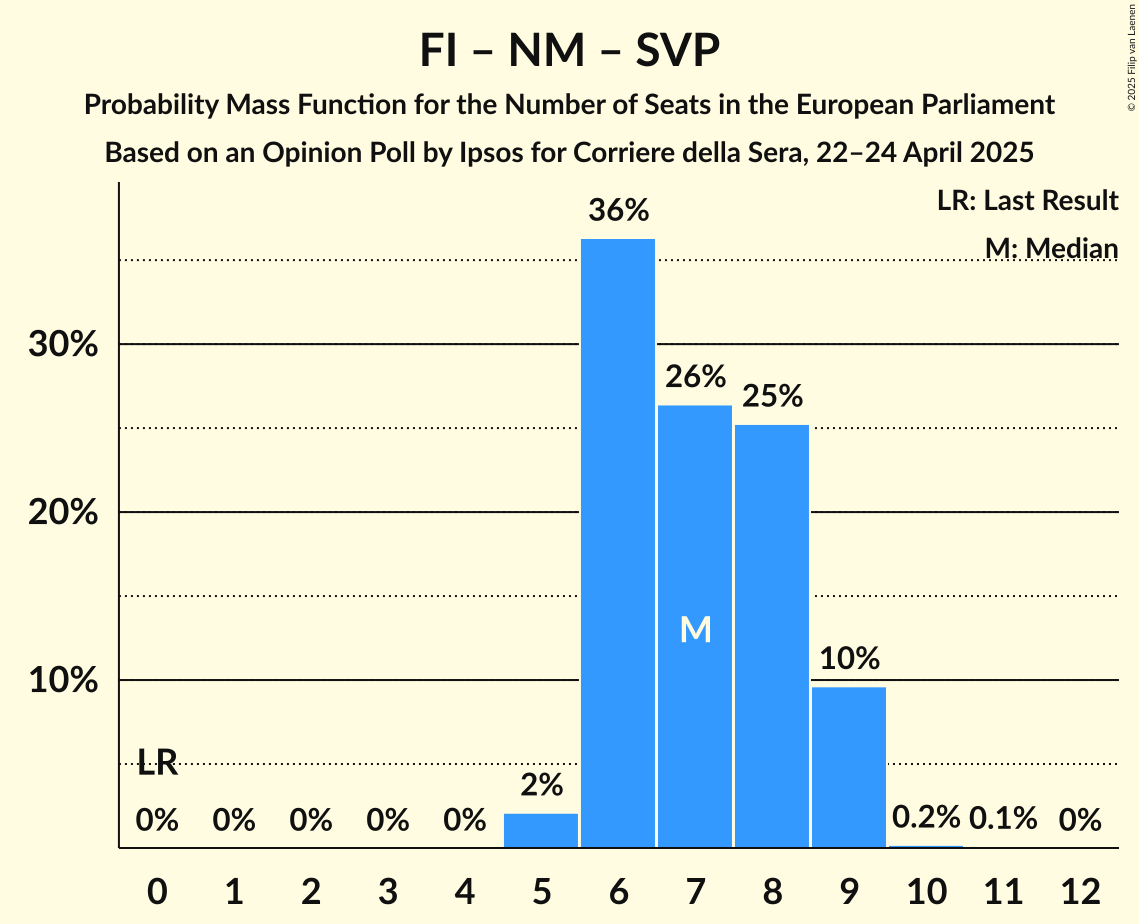 FI – NM – SVP
Probability Mass Function for the Number of Seats in the European Parliament
Based on an Opinion Poll by Ipsos for Corriere della Sera, 22–24 April 2025
© 2025 Filip van Laenen
LR: Last Result
M: Median
36%
30%
26%
25%
20%
M
10%
10%
LR
2%
0% 0% 0% 0% 0% 0.2% 0.1% 0%
0 1 2 3 4 5 6 7 8 9 10 11 12